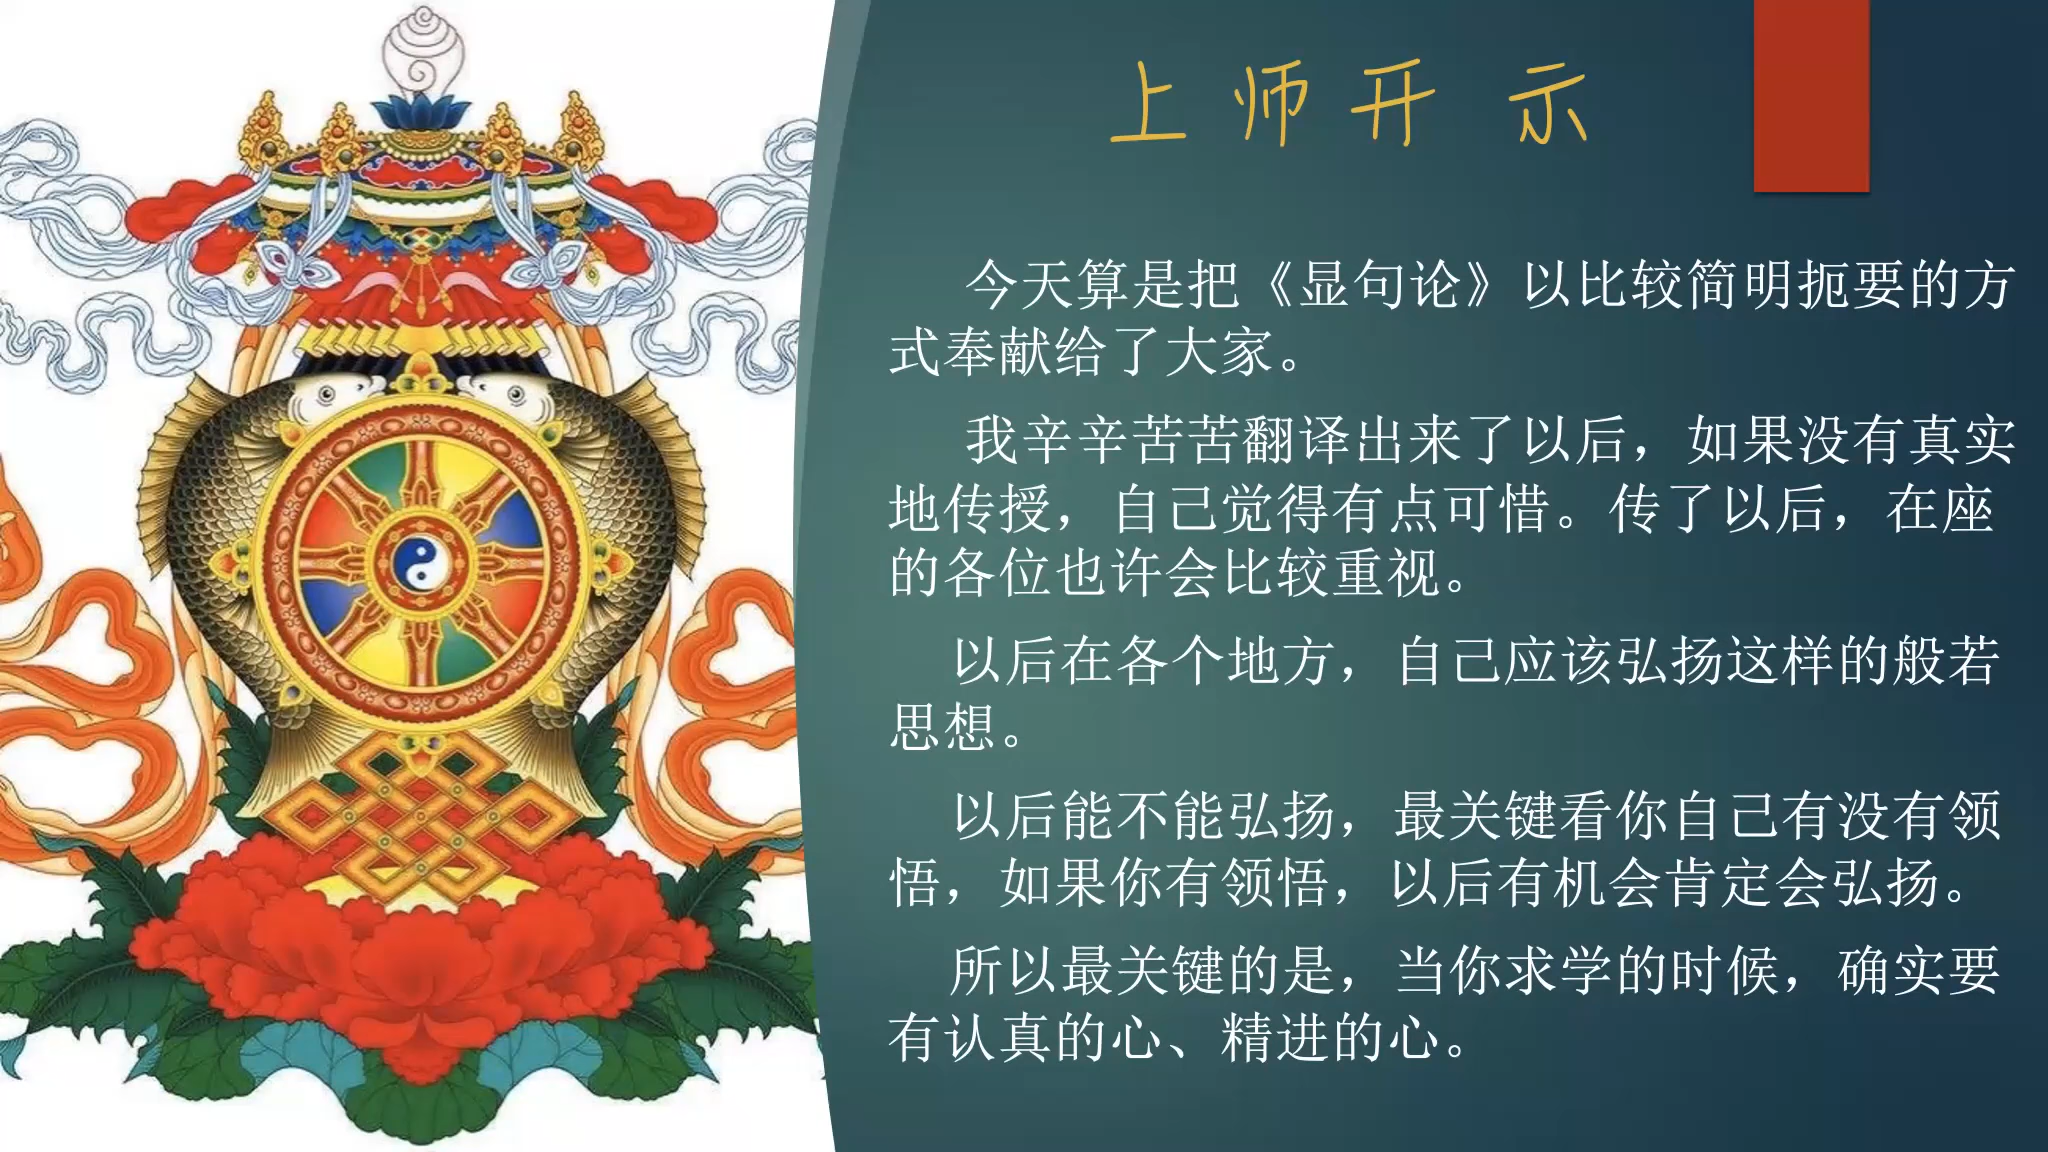 上师开 示
今天算是把《显句论》以比较简明扼要的方
式奉献给了大家。
我辛辛苦苦翻译出来了以后，如果没有真实
地传授，自己觉得有点可惜。传了以后，在座
的各位也许会比较重视。
以后在各个地方，自己应该弘扬这样的般若
思想。
以后能不能弘扬，最关键看你自己有没有领
悟，如果你有领悟，以后有机会肯定会弘扬。
所以最关键的是，当你求学的时候，确实要
有认真的心、精进的心。